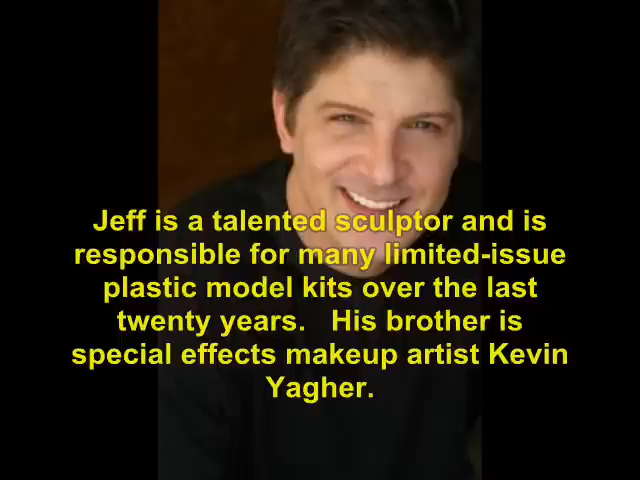 Jeff is a talented sculptor and is
responsible for many limited-issue
plastic model kits over the last
twenty years.   His brother is
special effects makeup artist Kevin
Yagher.